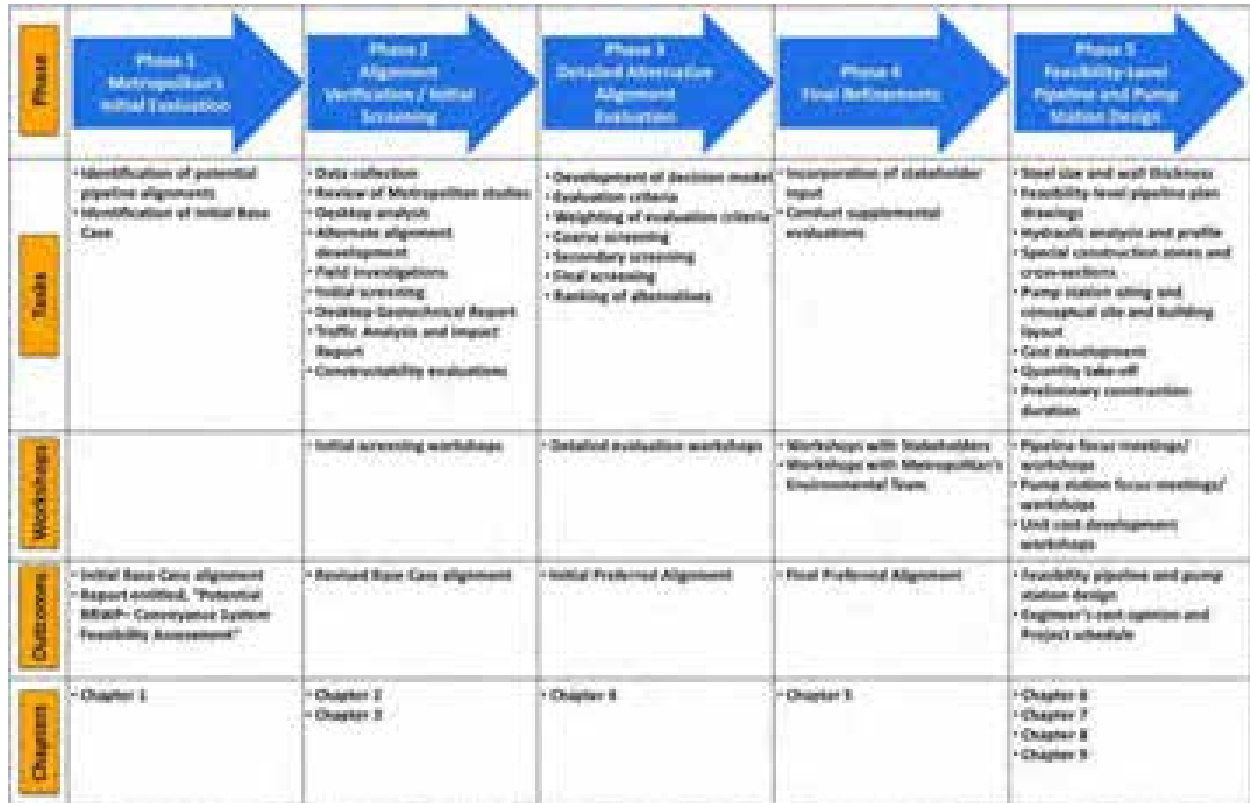 Phase
Phase 1
Metropolitan's
Initial Evaluation
Phase 2
Alignment
Verification / Initial
Screening
Phase 3
Detailed Alternative
Alignment
Evaluation
Phase 4
Final Refinements
Phase 5
Feasibility-Level
Pipeline and Pump
Station Design
Tasks
• Identification of potential
pipeline alignments
• Identification of Initial Base
Case
• Data collection
• Review of Metropolitan studies
• Desktop analysis
• Alternate alignment
development
• Field investigations
• Initial screening
• Desktop Geotechnical Report
• Traffic Analysis and Impact
Report
• Constructability evaluations
• Development of decision model
• Evaluation criteria
• Weighting of evaluation criteria
• Coarse screening
• Secondary screening
• Final screening
• Ranking of alternatives
• Incorporation of stakeholder
input
• Conduct supplemental
evaluations
• Steel size and wall thickness
• Feasibility-level pipeline plan
drawings
• Hydraulic analysis and profile
• Special construction zones and
cross-sections
• Pump station siting and
conceptual site and building
layout
• Cost development
• Quantity take-off
• Preliminary construction
duration
Workshops
• Initial screening workshops
• Detailed evaluation workshops
• Workshops with Stakeholders
• Workshops with Metropolitan's
Environmental Team
• Pipeline focus meetings/
workshops
• Pump station focus meetings/
workshops
• Unit cost development
workshops
Outcomes
• Initial Base Case alignment
• Report entitled, "Potential
Conveyance System
Feasibility Assessment"
• Revised Base Case alignment
• Initial Preferred Alignment
• Final Preferred Alignment
• Feasibility pipeline and pump
station design
• Engineer's cost opinion and
Project schedule
Chapters
• Chapter 1
• Chapter 2
• Chapter 3
• Chapter 4
• Chapter 5
• Chapter 6
• Chapter 7
• Chapter 8
• Chapter 9